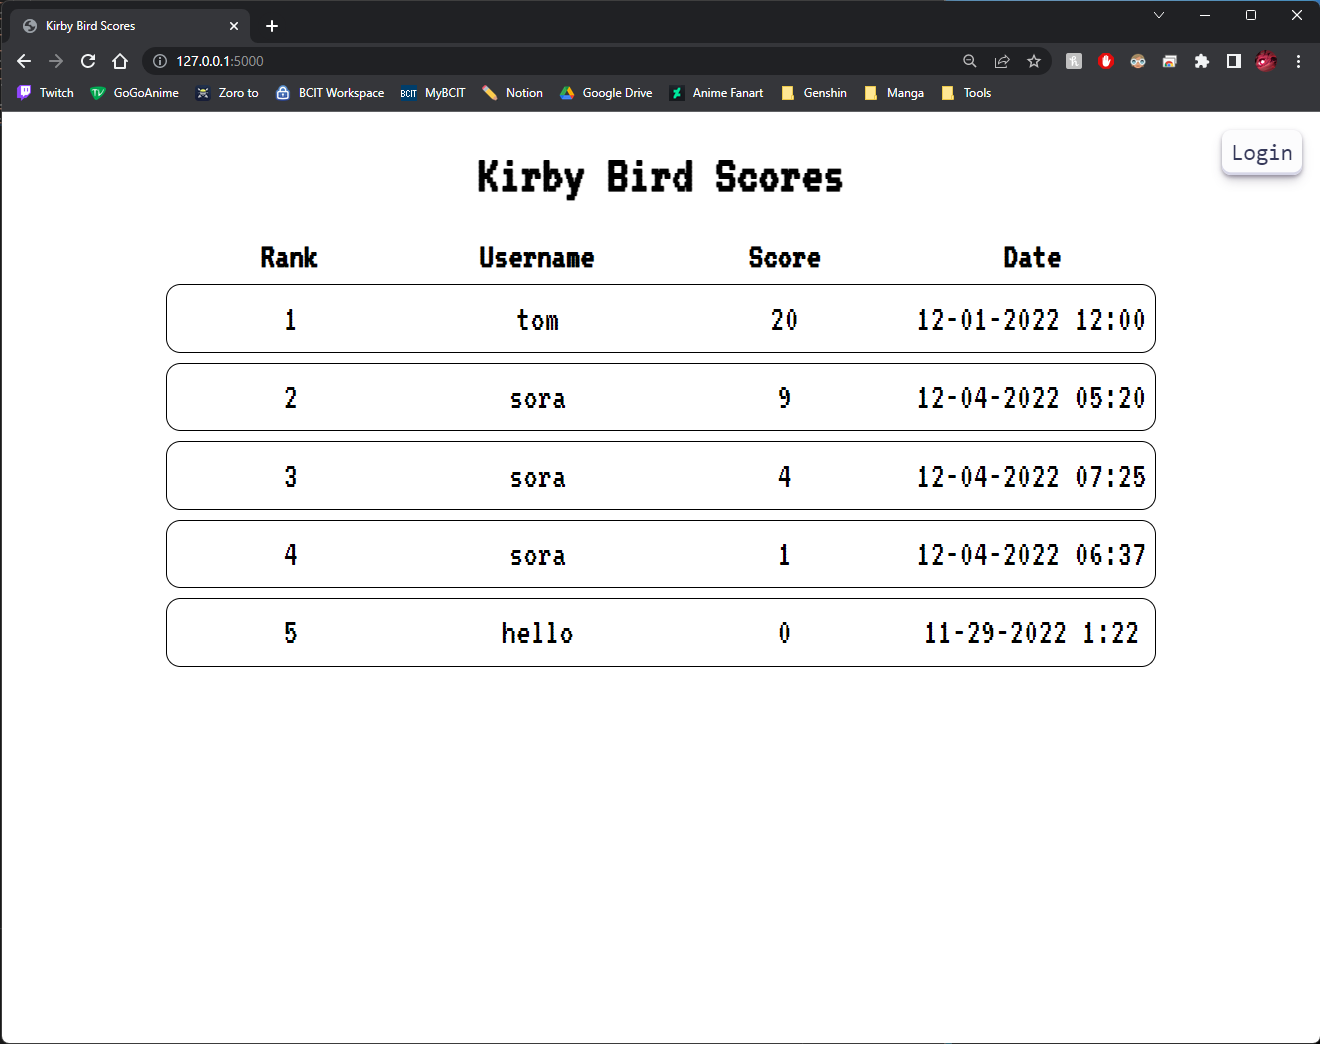 Kirby Bird Scores
127.0.0.1:5000
Twitch GoGoAnime Zoro to BCIT Workspace BCIT MyBCIT Notion Google Drive Anime Fanart Genshin Manga Tools
Login
Kirby Bird Scores
Rank Username Score Date
1 tom 20 12-01-2022 12:00
2 sora 9 12-04-2022 05:20
3 sora 4 12-04-2022 07:25
4 sora 1 12-04-2022 06:37
5 hello 0 11-29-2022 1:22